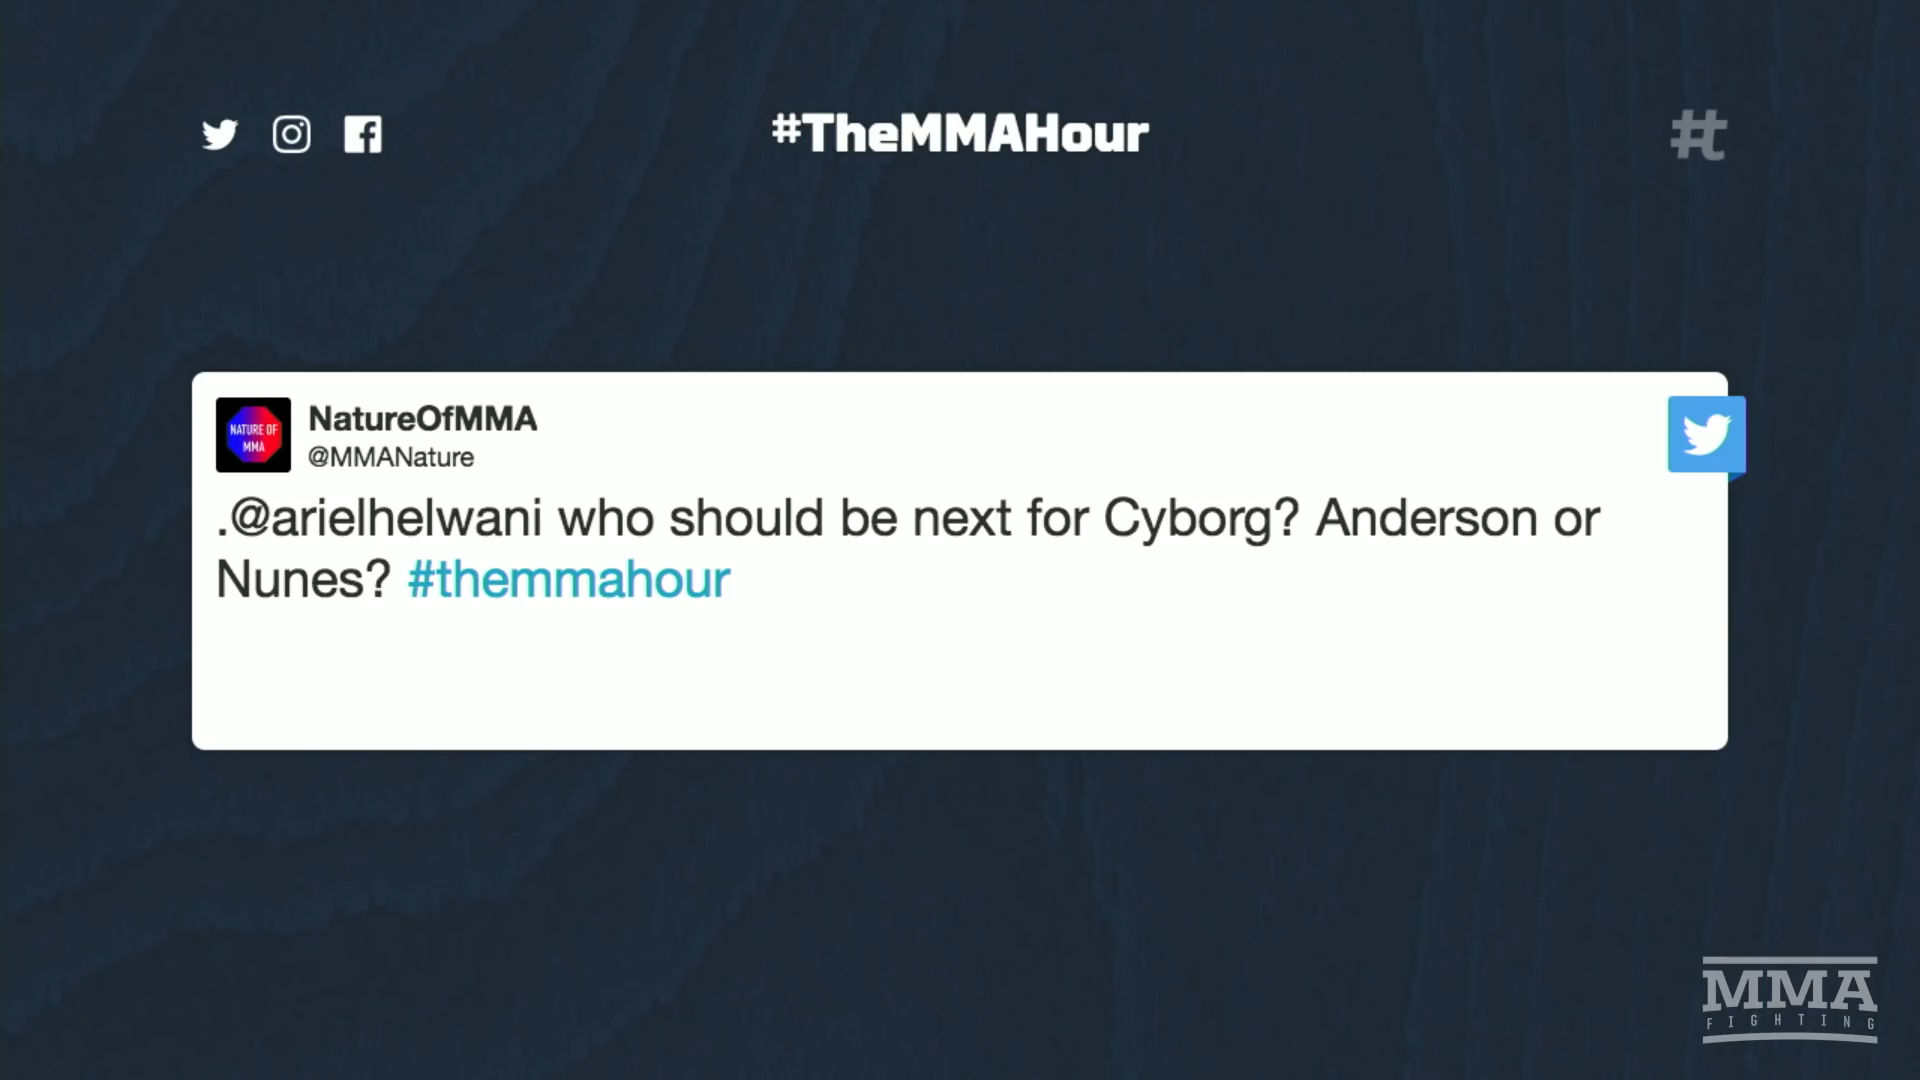 #TheMMAHour
NATURE OF
MMA
NatureOfMMA
@MMANature
.@arielhelwani who should be next for Cyborg? Anderson or
Nunes? #themmahour
MMA
FIGHTING